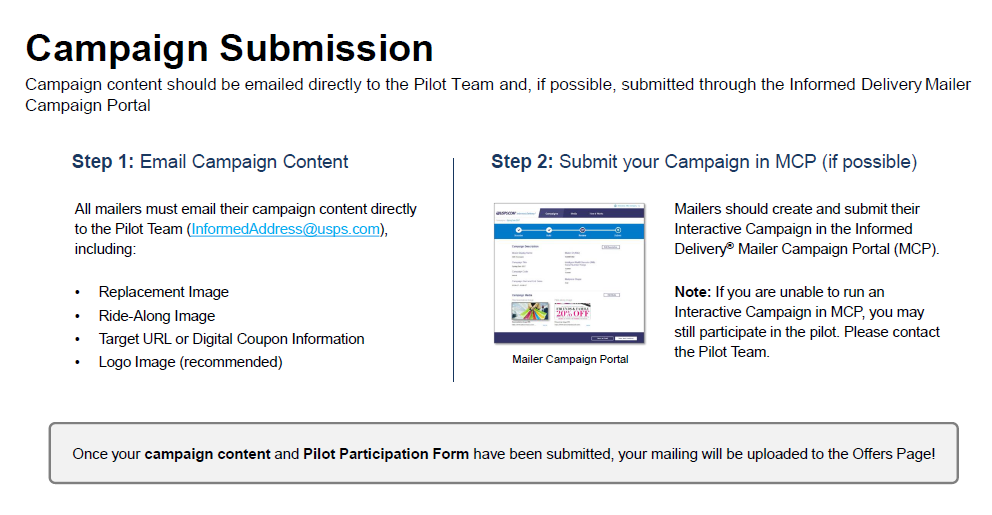 Campaign Submission
Campaign content should be emailed directly to the Pilot Team and, if possible, submitted through the Informed Delivery Mailer
Campaign Portal
Step 1: Email Campaign Content
All mailers must email their campaign content directly
to the Pilot Team (InformedAddress@usps.com),
including:
• Replacement Image
• Ride-Along Image
• Target URL or Digital Coupon Information
• Logo Image (recommended)
Step 2: Submit your Campaign in MCP (if possible)
USPS.COM
Campaigns
20% OFF
Mailer Campaign Portal
Mailers should create and submit their
Interactive Campaign in the Informed
Delivery® Mailer Campaign Portal (MCP).
Note: If you are unable to run an
Interactive Campaign in MCP, you may
still participate in the pilot. Please contact
the Pilot Team.
Once your campaign content and Pilot Participation Form have been submitted, your mailing will be uploaded to the Offers Page!